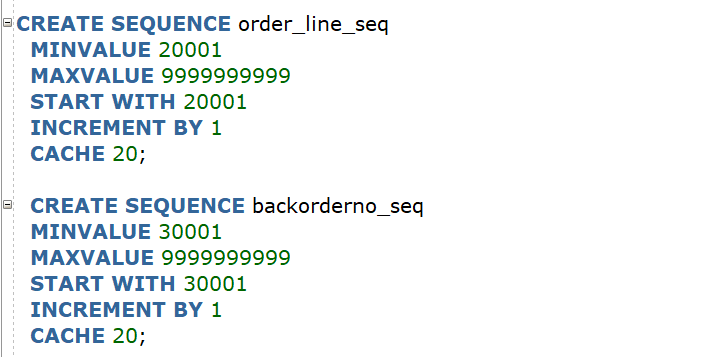 CREATE SEQUENCE order_line_seq
MINVALUE 20001
MAXVALUE 9999999999
START WITH 20001
INCREMENT BY 1
CACHE 20;
CREATE SEQUENCE backorderno_seq
MINVALUE 30001
MAXVALUE 9999999999
START WITH 30001
INCREMENT BY 1
CACHE 20;